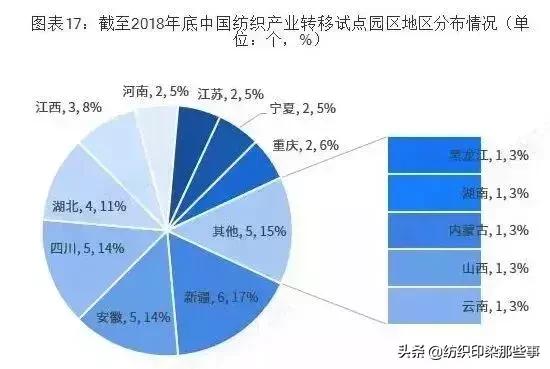 图表17：截至2018年底中国纺织产业转移试点园区地区分布情况（单
位：个，%）
河南, 2, 5%
江苏, 2, 5%
宁夏, 2, 5%
重庆, 2, 6%
江西, 3, 8%
湖北, 4, 11%
四川, 5, 14%
安徽, 5, 14%
新疆, 6, 17%
其他, 5, 15%
黑龙江, 1, 3%
湖南, 1, 3%
内蒙古, 1, 3%
山西, 1, 3%
云南, 1, 3%
头条 @纺织印染那些事